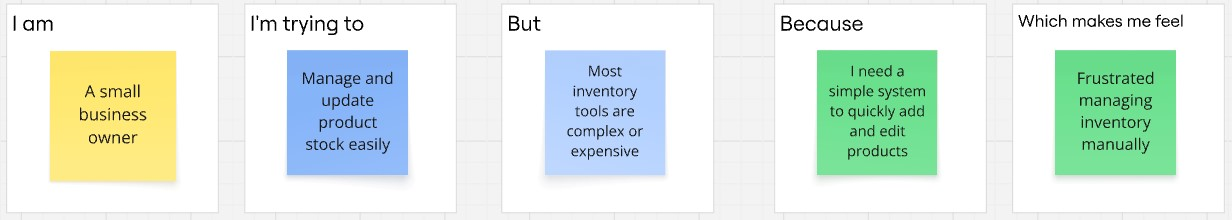 I am
A small
business
owner
I'm trying to
Manage and
update
product
stock easily
But
Most
inventory
tools are
complex or
expensive
Because
I need a
simple system
to quickly add
and edit
products
Which makes me feel
Frustrated
managing
inventory
manually